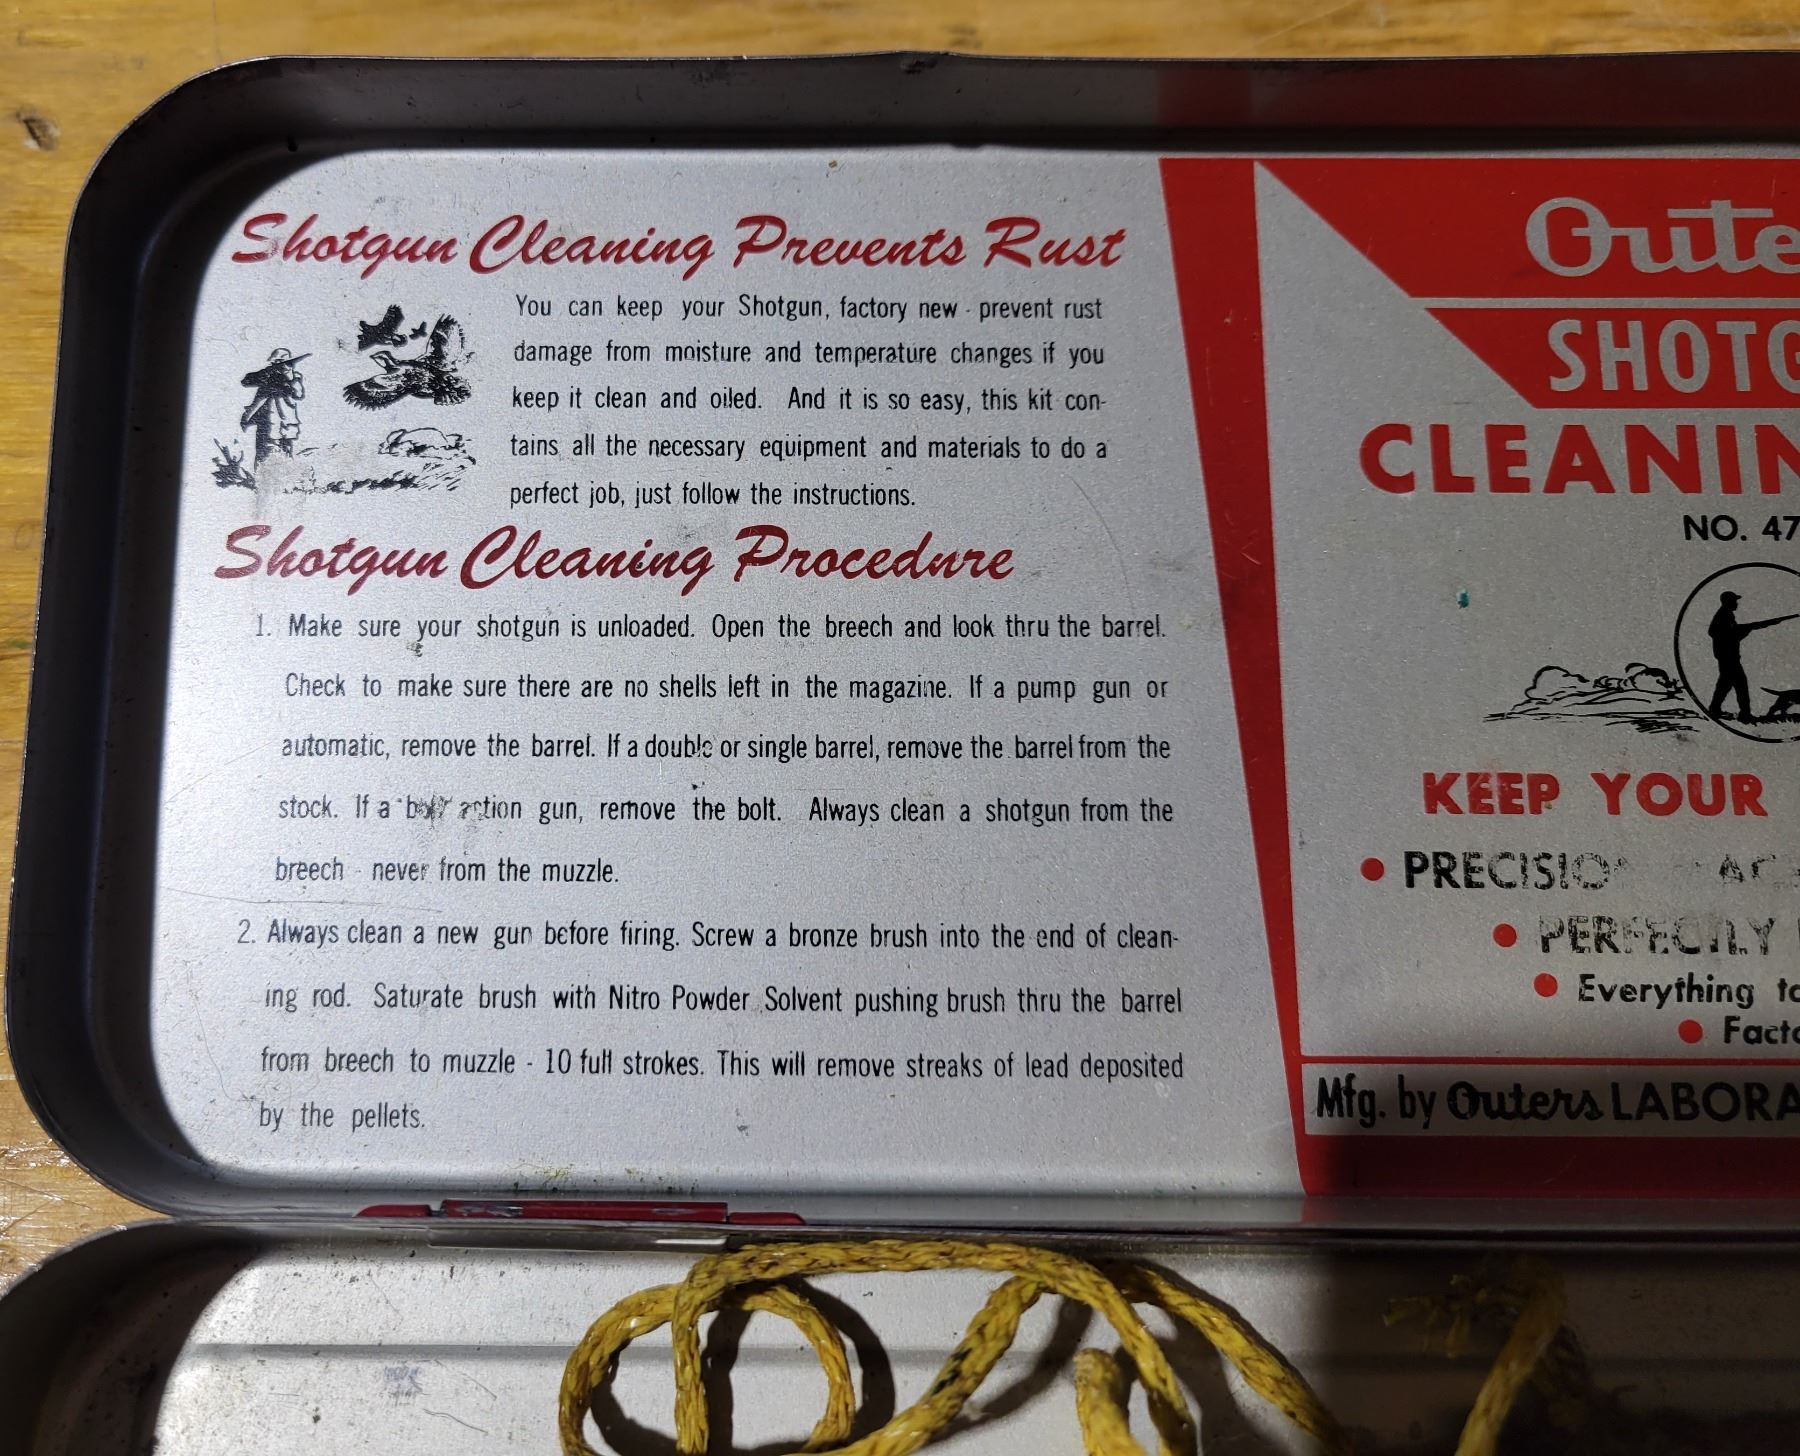 Shotgun Cleaning Prevents Rust
You can keep your Shotgun, factory new - prevent rust
damage from moisture and temperature changes if you
keep it clean and oiled. And it is so easy, this kit con-
tains all the necessary equipment and materials to do a
perfect job, just follow the instructions.
Shotgun Cleaning Procedure
1. Make sure your shotgun is unloaded. Open the breech and look thru the barrel.
Check to make sure there are no shells left in the magazine. If a pump gun or
automatic, remove the barrel. If a double or single barrel, remove the barrel from the
stock. If a bolt action gun, remove the bolt. Always clean a shotgun from the
breech - never from the muzzle.
2. Always clean a new gun before firing. Screw a bronze brush into the end of clean-
ing rod. Saturate brush with Nitro Powder Solvent pushing brush thru the barrel
from breech to muzzle - 10 full strokes. This will remove streaks of lead deposited
by the pellets.
Oute
SHOTG
CLEANIN
NO. 47
KEEP YOUR
• PRECISION
• PERFECTLY
• Everything to
• Facto
Mfg. by Outers LABORA